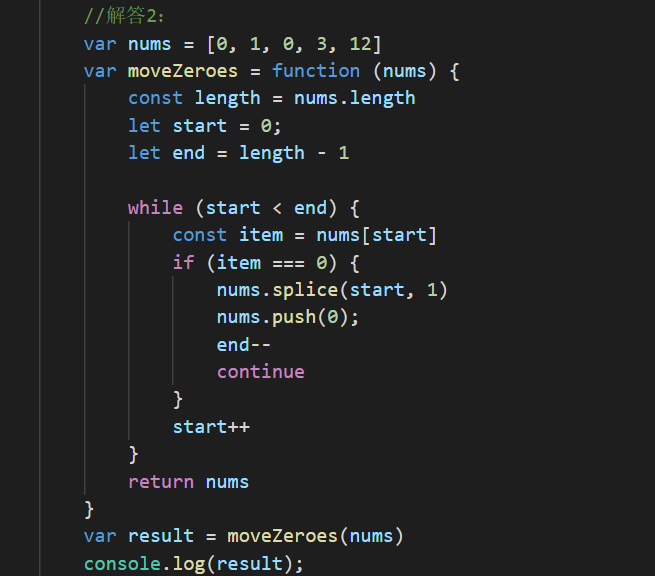 //解答2:
var nums = [0, 1, 0, 3, 12]
var moveZeroes = function (nums) {
const length = nums.length
let start = 0;
let end = length - 1
while (start < end) {
const item = nums[start]
if (item === 0) {
nums.splice(start, 1)
nums.push(0);
end--
continue
}
start++
}
return nums
}
var result = moveZeroes(nums)
console.log(result);